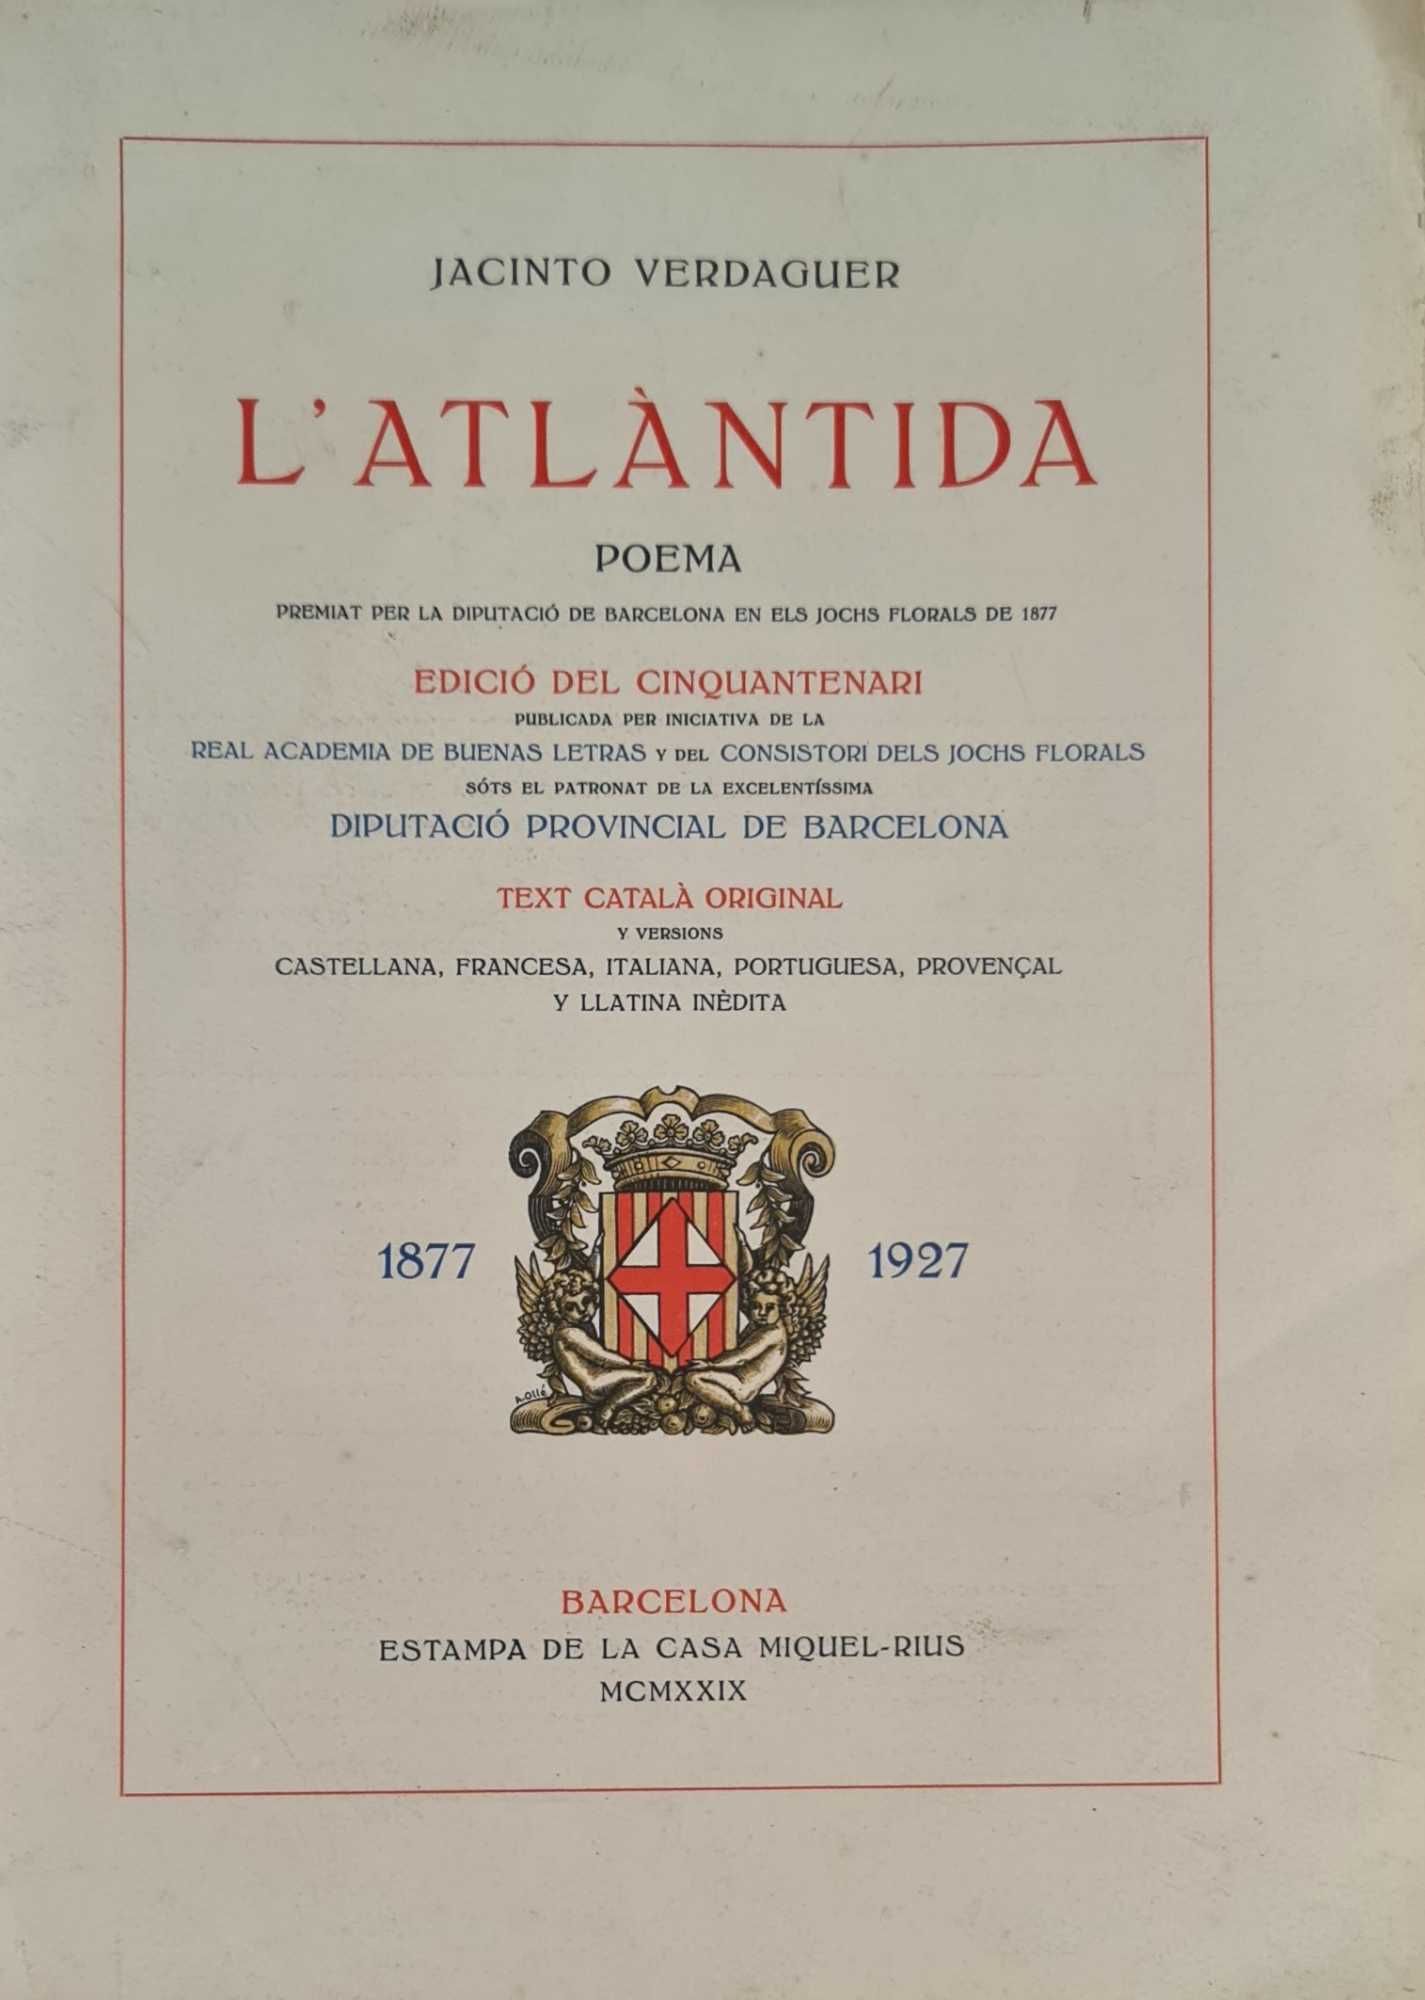 JACINTO VERDAGUER
L'ATLÀNTIDA
POEMA
PREMIAT PER LA DIPUTACIÓ DE BARCELONA EN ELS JOCHS FLORALS DE 1877
EDICIÓ DEL CINQUANTENARI
PUBLICADA PER INICIATIVA DE LA
REAL ACADEMIA DE BUENAS LETRAS Y DEL CONSISTORI DELS JOCHS FLORALS
SÓTS EL PATRONAT DE LA EXCELENTÍSSIMA
DIPUTACIÓ PROVINCIAL DE BARCELONA
TEXT CATALÀ ORIGINAL
Y VERSIONS
CASTELLANA, FRANCESA, ITALIANA, PORTUGUESA, PROVENÇAL
Y LLATINA INÈDITA
1877 1927
A. Ollé
BARCELONA
ESTAMPA DE LA CASA MIQUEL-RIUS
MCMXXIX